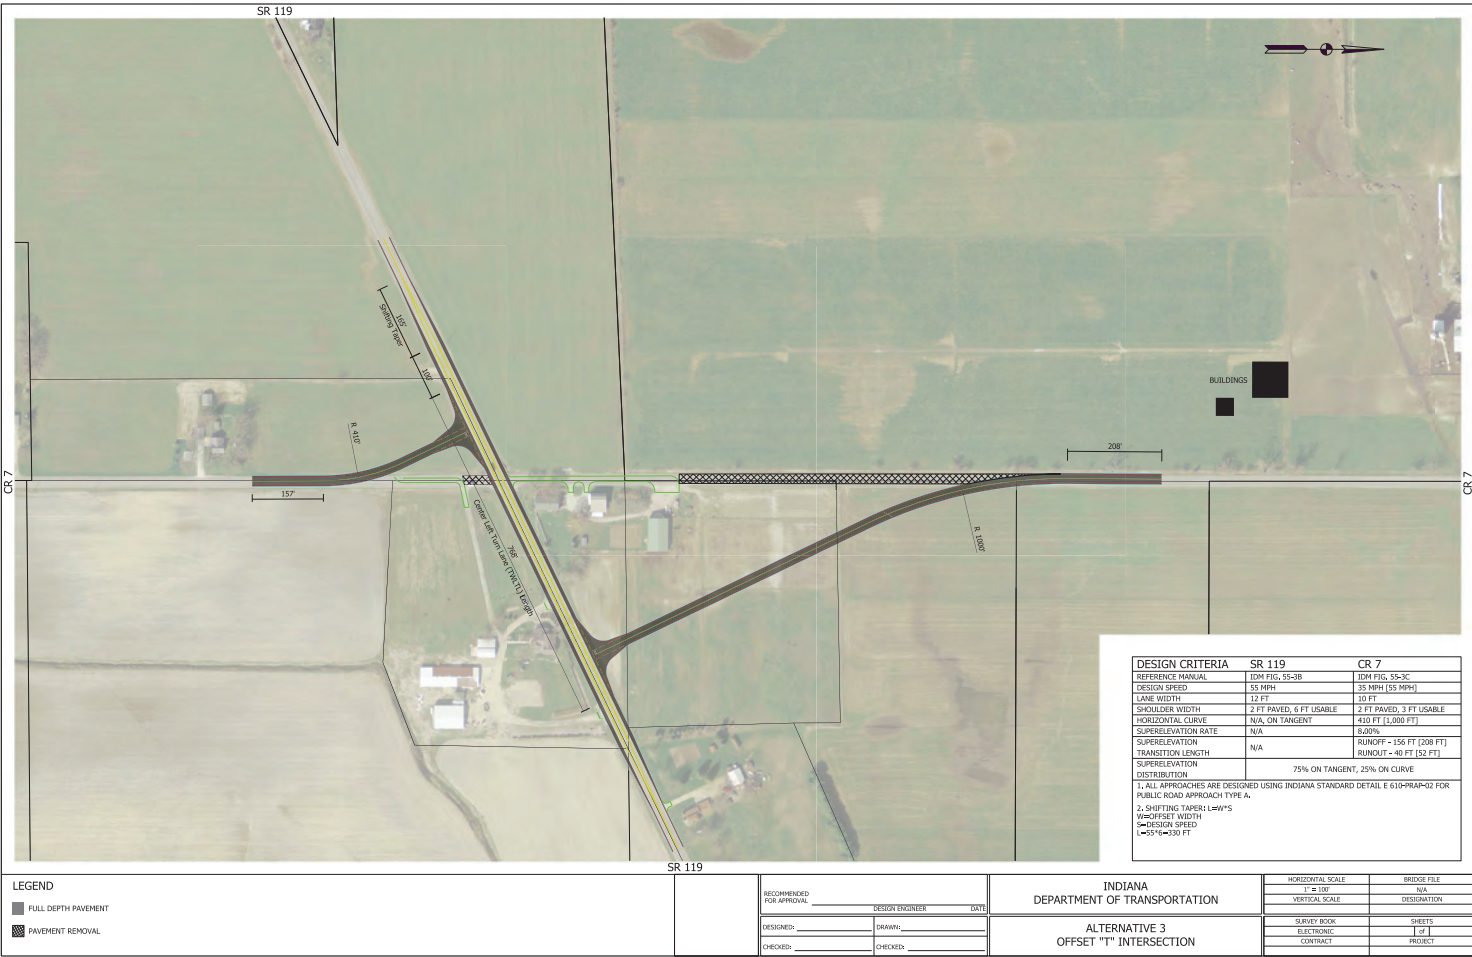 SR 119
165'
Shifting Taper
100'
BUILDINGS
R 410'
208'
CR 7
CR 7
157'
Center Left Turn Lane (TWLTL) Length
768'
R 1000'
DESIGN CRITERIA SR 119 CR 7
REFERENCE MANUAL IDM FIG. 55-3B IDM FIG. 55-3C
DESIGN SPEED 55 MPH 35 MPH [55 MPH]
LANE WIDTH 12 FT 10 FT
SHOULDER WIDTH 2 FT PAVED, 6 FT USABLE 2 FT PAVED, 3 FT USABLE
HORIZONTAL CURVE N/A, ON TANGENT 410 FT [1,000 FT]
SUPERELEVATION RATE N/A 8.00%
SUPERELEVATION
TRANSITION LENGTH N/A RUNOFF - 156 FT [208 FT]
RUNOUT - 40 FT [52 FT]
SUPERELEVATION
DISTRIBUTION 75% ON TANGENT, 25% ON CURVE
1. ALL APPROACHES ARE DESIGNED USING INDIANA STANDARD DETAIL E 610-PRAP-02 FOR
PUBLIC ROAD APPROACH TYPE A.
2. SHIFTING TAPER: L=W*S
W=OFFSET WIDTH
S=DESIGN SPEED
L=55*6=330 FT
SR 119
LEGEND
FULL DEPTH PAVEMENT
PAVEMENT REMOVAL
RECOMMENDED
FOR APPROVAL
DESIGN ENGINEER DATE
DESIGNED: DRAWN:
CHECKED: CHECKED:
INDIANA
DEPARTMENT OF TRANSPORTATION
ALTERNATIVE 3
OFFSET "T" INTERSECTION
HORIZONTAL SCALE BRIDGE FILE
1" = 100' N/A
VERTICAL SCALE DESIGNATION
SURVEY BOOK SHEETS
ELECTRONIC of
CONTRACT PROJECT